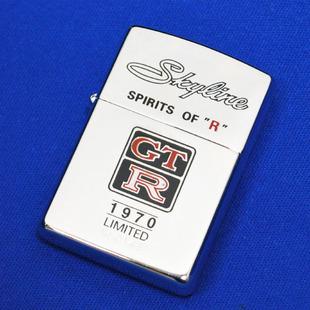 Skyline
SPIRITS OF "R"
GT
R
1970
LIMITED